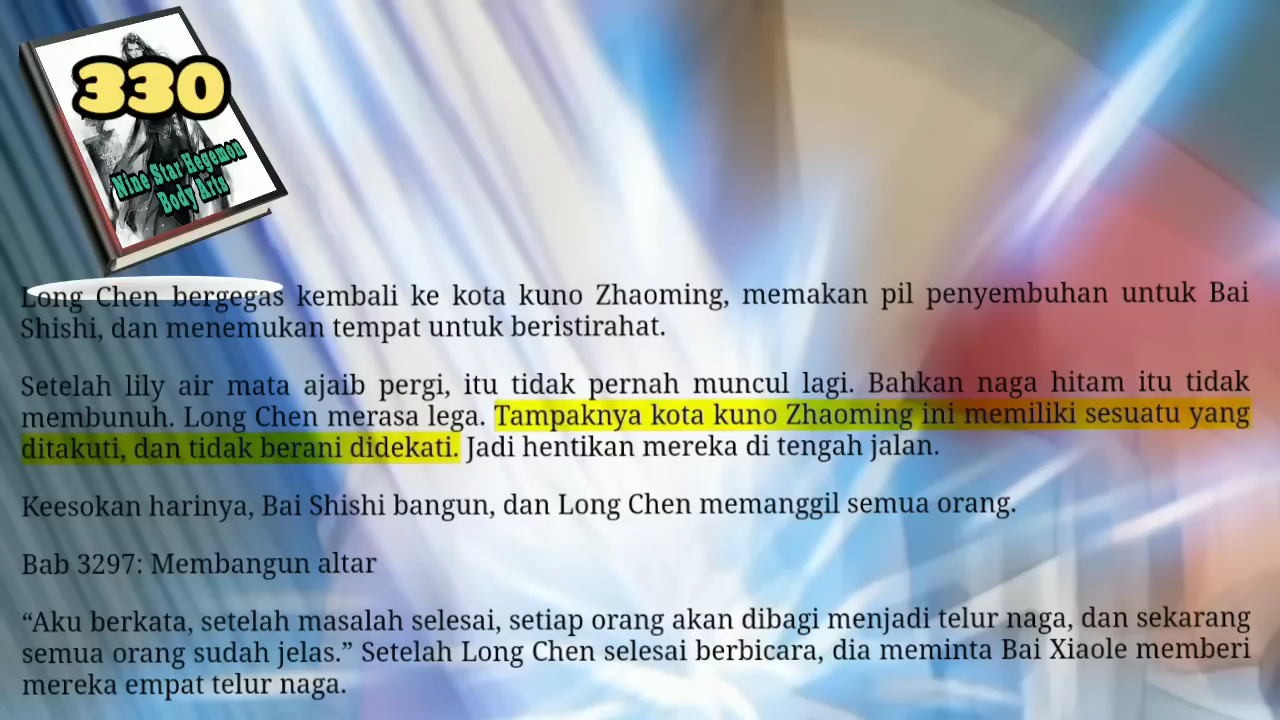 330
Nine Star Hegemon
Body Arts
Long Chen bergegas kembali ke kota kuno Zhaoming, memakan pil penyembuhan untuk Bai
Shishi, dan menemukan tempat untuk beristirahat.
Setelah lily air mata ajaib pergi, itu tidak pernah muncul lagi. Bahkan naga hitam itu tidak
membunuh. Long Chen merasa lega. Tampaknya kota kuno Zhaoming ini memiliki sesuatu yang
ditakuti, dan tidak berani didekati. Jadi hentikan mereka di tengah jalan.
Keesokan harinya, Bai Shishi bangun, dan Long Chen memanggil semua orang.
Bab 3297: Membangun altar
“Aku berkata, setelah masalah selesai, setiap orang akan dibagi menjadi telur naga, dan sekarang
semua orang sudah jelas.” Setelah Long Chen selesai berbicara, dia meminta Bai Xiaole memberi
mereka empat telur naga.